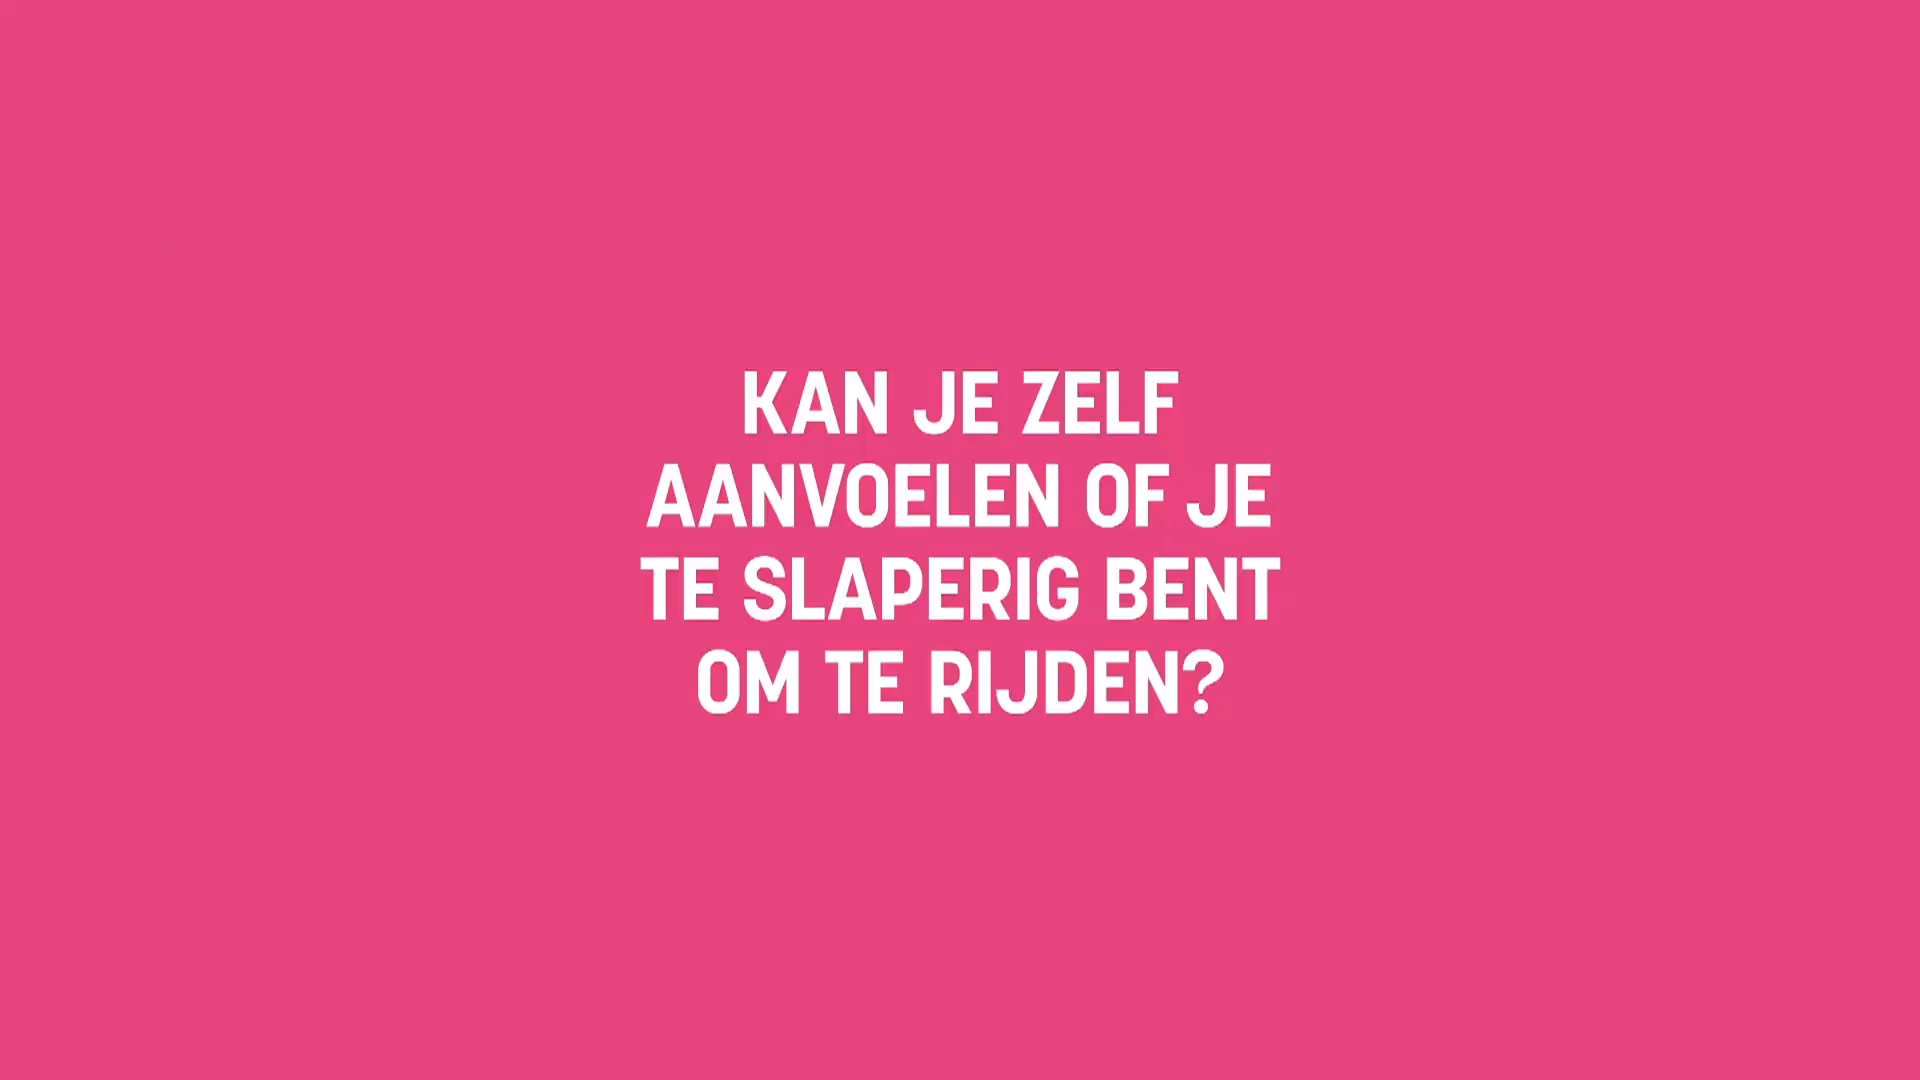 KAN JE ZELF
AANVOELEN OF JE
TE SLAPERIG BENT
OM TE RIJDEN?